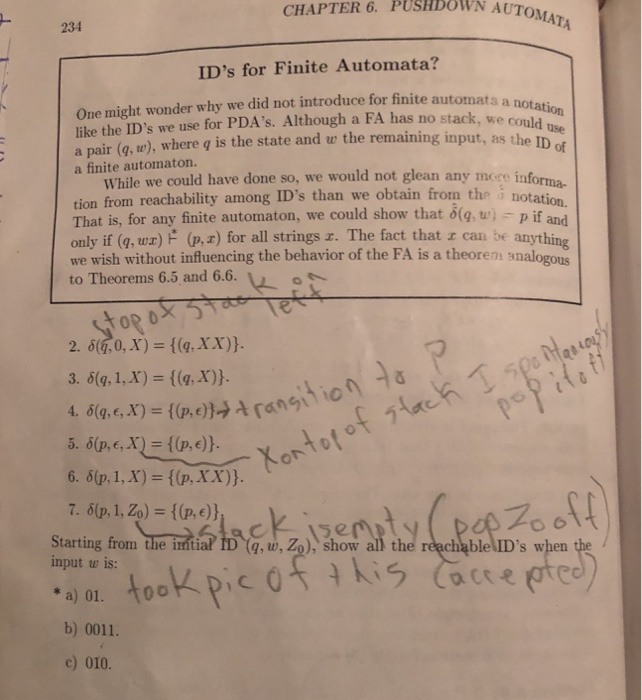 234
CHAPTER 6. PUSHDOWN AUTOMATA
ID's for Finite Automata?
One might wonder why we did not introduce for finite automata a notation
like the ID's we use for PDA's. Although a FA has no stack, we could use
a pair (q, w), where q is the state and w the remaining input, as the ID of
a finite automaton.
While we could have done so, we would not glean any more informa-
tion from reachability among ID's than we obtain from the δ̂ notation.
That is, for any finite automaton, we could show that δ̂(q, w) = p if and
only if (q, wx) ⊢* (p, x) for all strings x. The fact that x can be anything
we wish without influencing the behavior of the FA is a theorem analogous
to Theorems 6.5 and 6.6.
top of stack on
left
2. δ(q, 0, X) = {(q, XX)}.
3. δ(q, 1, X) = {(q, X)}.
4. δ(q, ϵ, X) = {(p, ϵ)}. → transition to P
5. δ(p, ϵ, X) = {(p, ϵ)}.
X on top of stack I spontaneously
pop it off
6. δ(p, 1, X) = {(p, XX)}.
7. δ(p, 1, Z₀) = {(p, ϵ)}.
→ stack is empty (pop Zo off)
Starting from the initial ID (q, w, Z₀), show all the reachable ID's when the
input w is:
took pic of this (accepted)
* a) 01.
b) 0011.
c) 010.